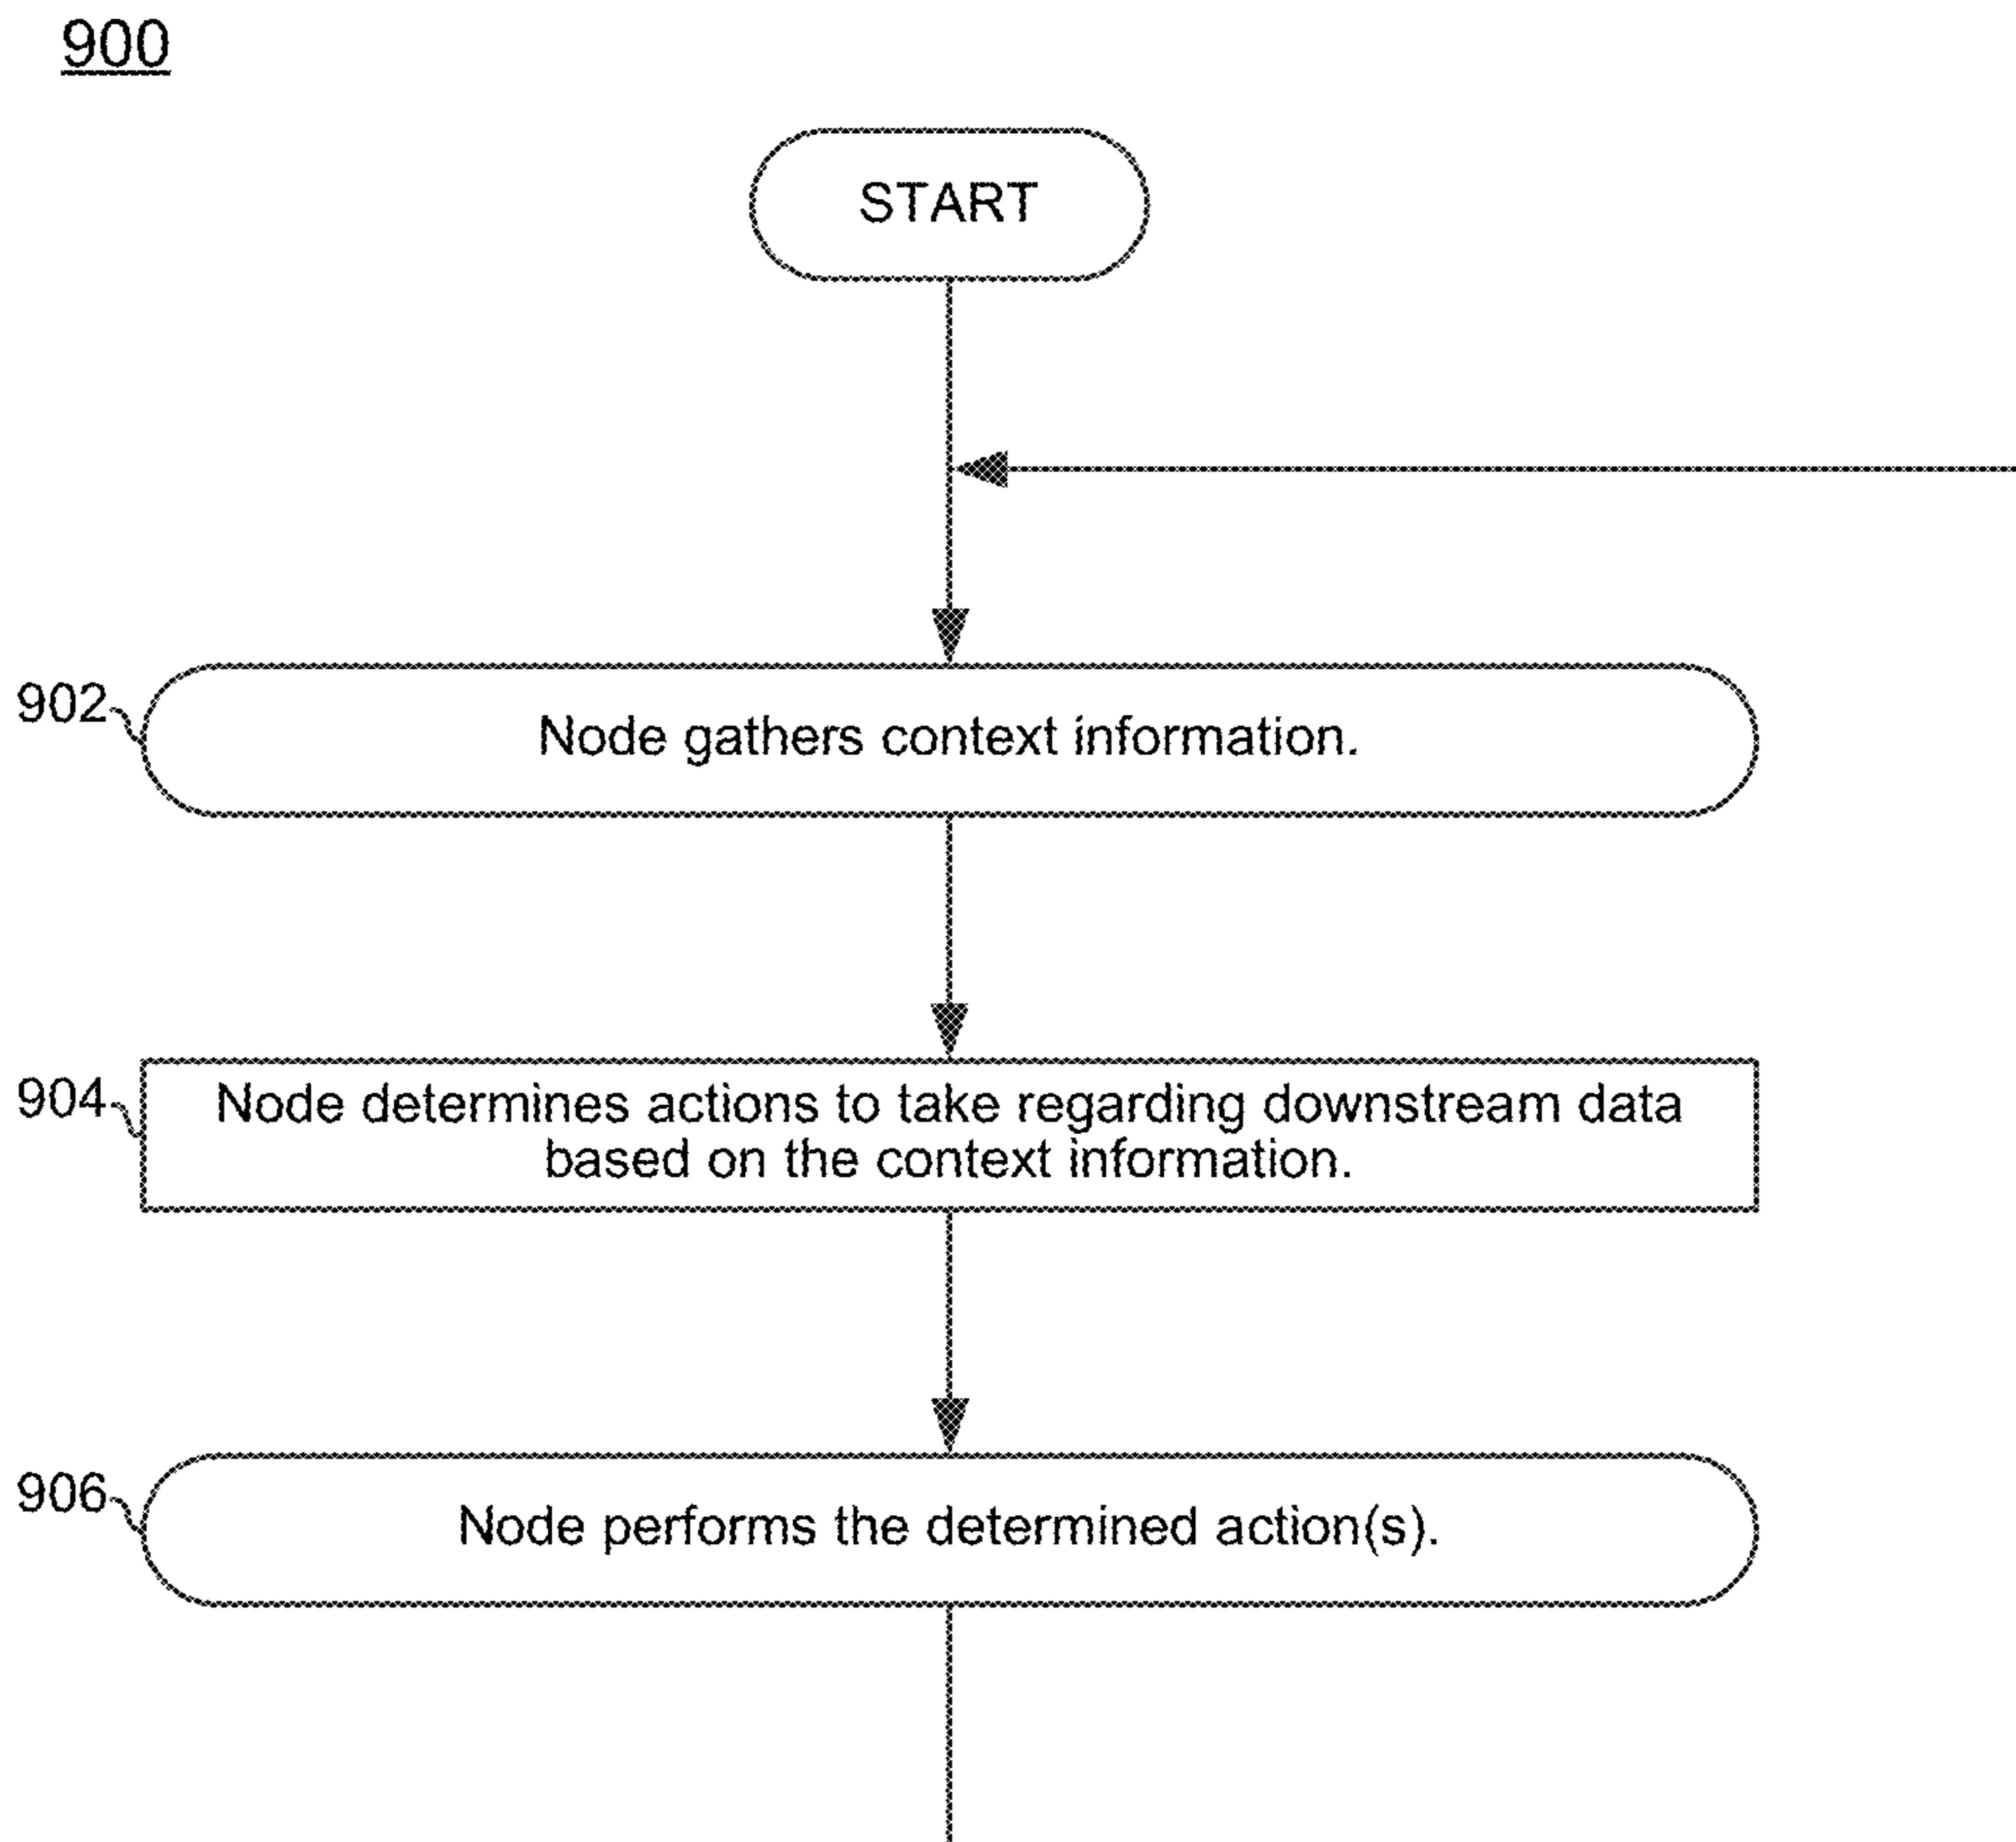 900
START
902
Node gathers context information.
904
Node determines actions to take regarding downstream data
based on the context information.
906
Node performs the determined action(s).